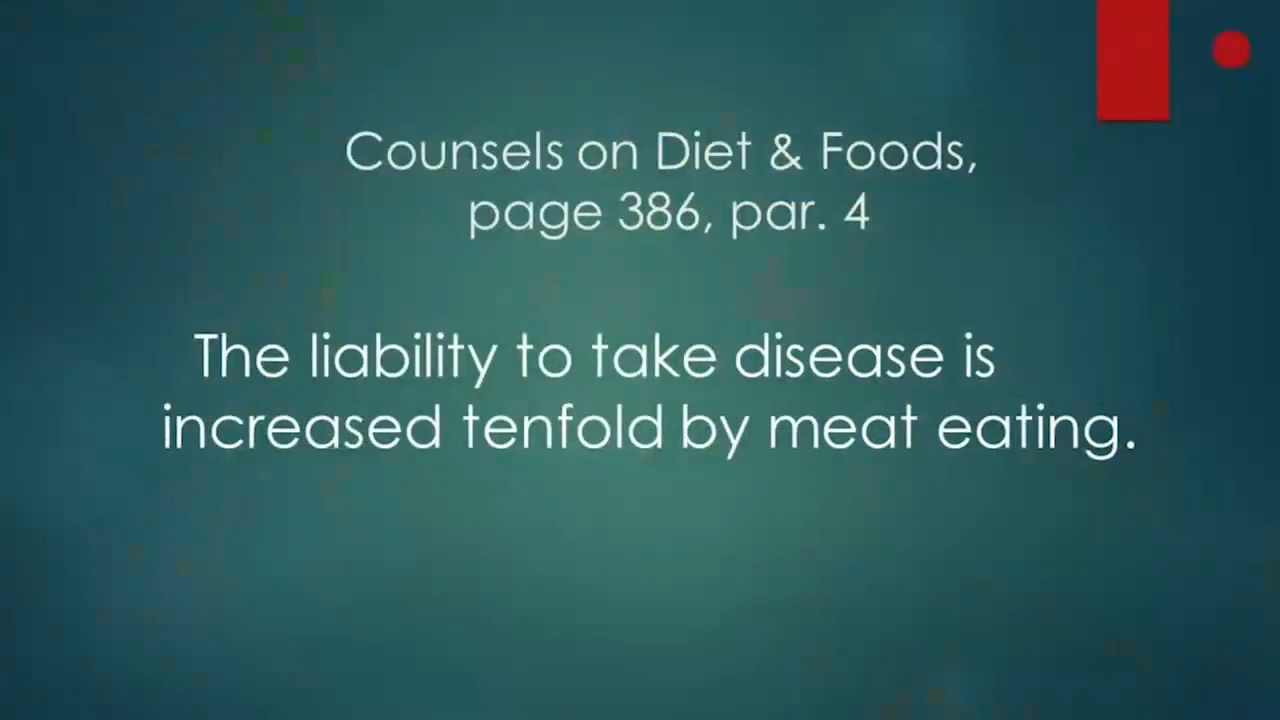 Counsels on Diet & Foods,
page 386, par. 4
The liability to take disease is
increased tenfold by meat eating.